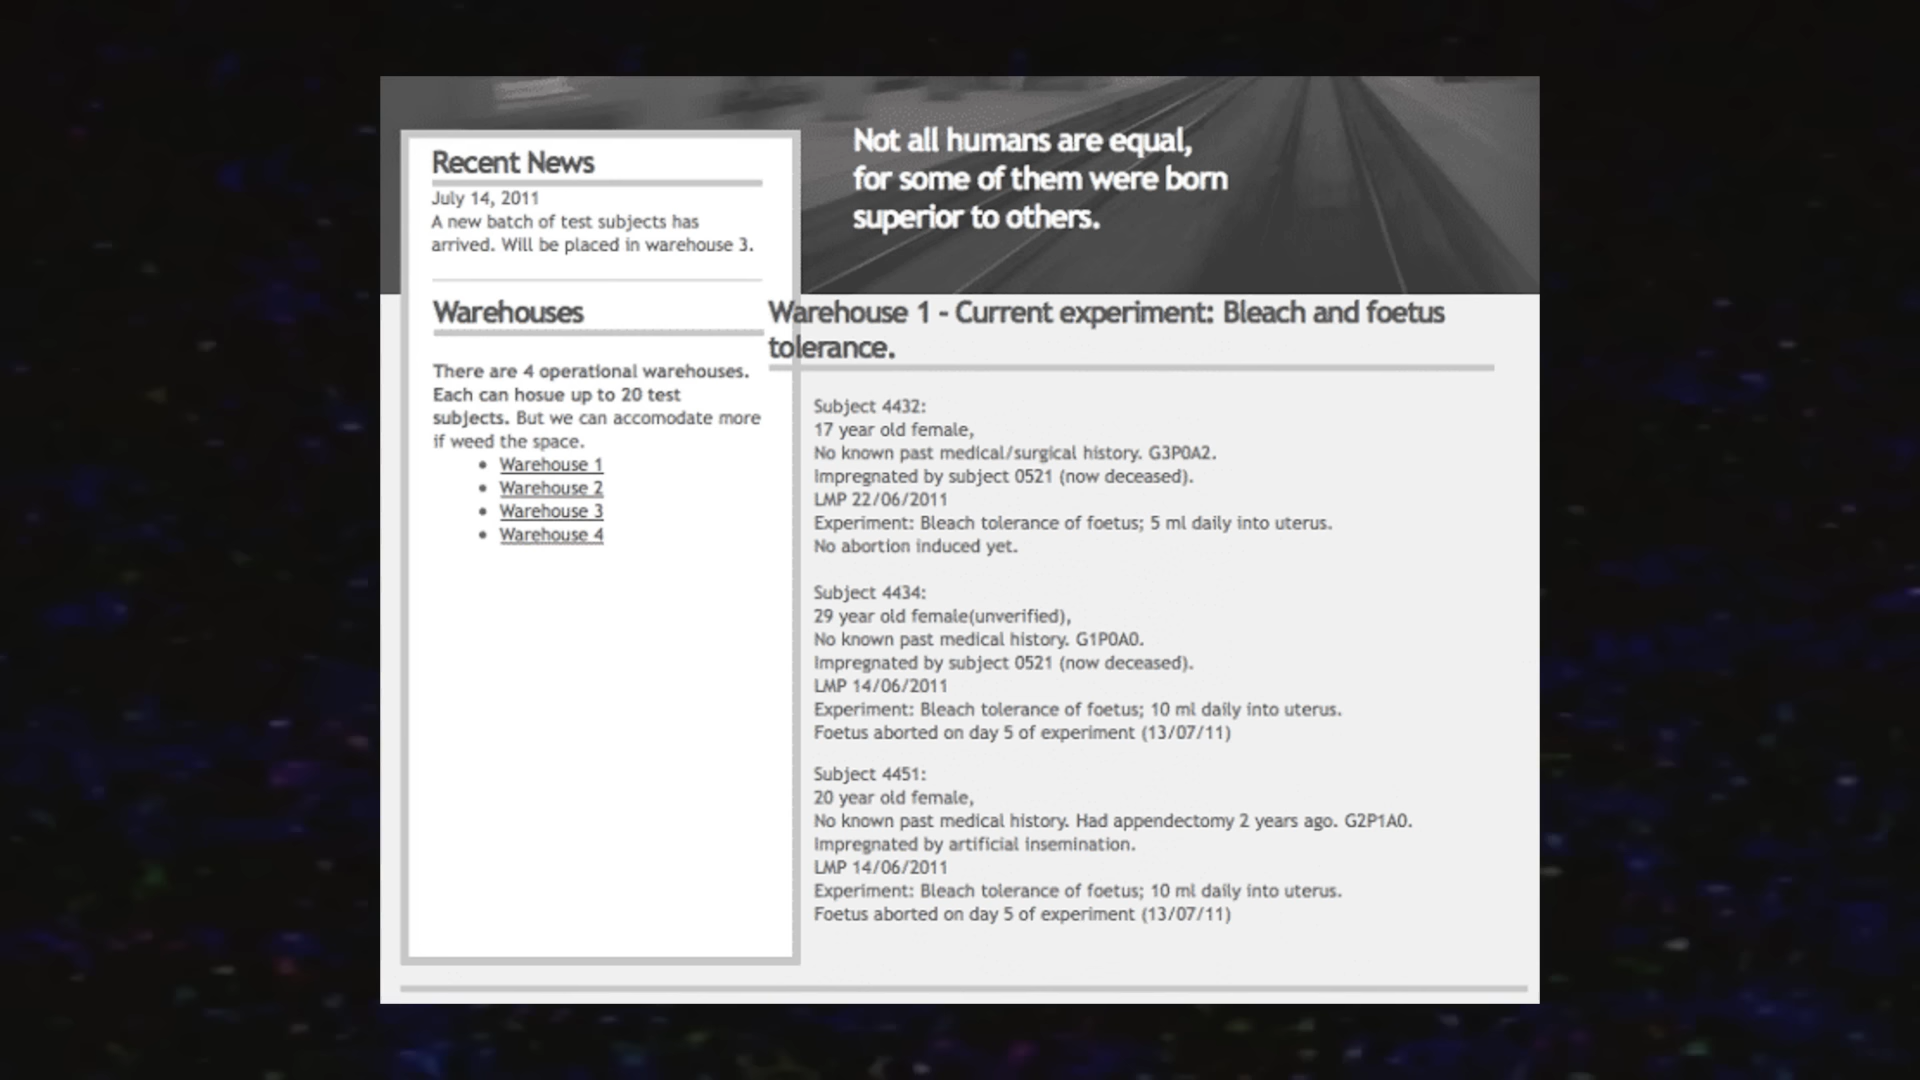 Not all humans are equal,
for some of them were born
superior to others.
Recent News
July 14, 2011
A new batch of test subjects has
arrived. Will be placed in warehouse 3.
Warehouses
There are 4 operational warehouses.
Each can hosue up to 20 test
subjects. But we can accomodate more
if weed the space.
• Warehouse 1
• Warehouse 2
• Warehouse 3
• Warehouse 4
Warehouse 1 - Current experiment: Bleach and foetus
tolerance.
Subject 4432:
17 year old female,
No known past medical/surgical history. G3P0A2.
Impregnated by subject 0521 (now deceased).
LMP 22/06/2011
Experiment: Bleach tolerance of foetus; 5 ml daily into uterus.
No abortion induced yet.
Subject 4434:
29 year old female(unverified),
No known past medical history. G1P0A0.
Impregnated by subject 0521 (now deceased).
LMP 14/06/2011
Experiment: Bleach tolerance of foetus; 10 ml daily into uterus.
Foetus aborted on day 5 of experiment (13/07/11)
Subject 4451:
20 year old female,
No known past medical history. Had appendectomy 2 years ago. G2P1A0.
Impregnated by artificial insemination.
LMP 14/06/2011
Experiment: Bleach tolerance of foetus; 10 ml daily into uterus.
Foetus aborted on day 5 of experiment (13/07/11)